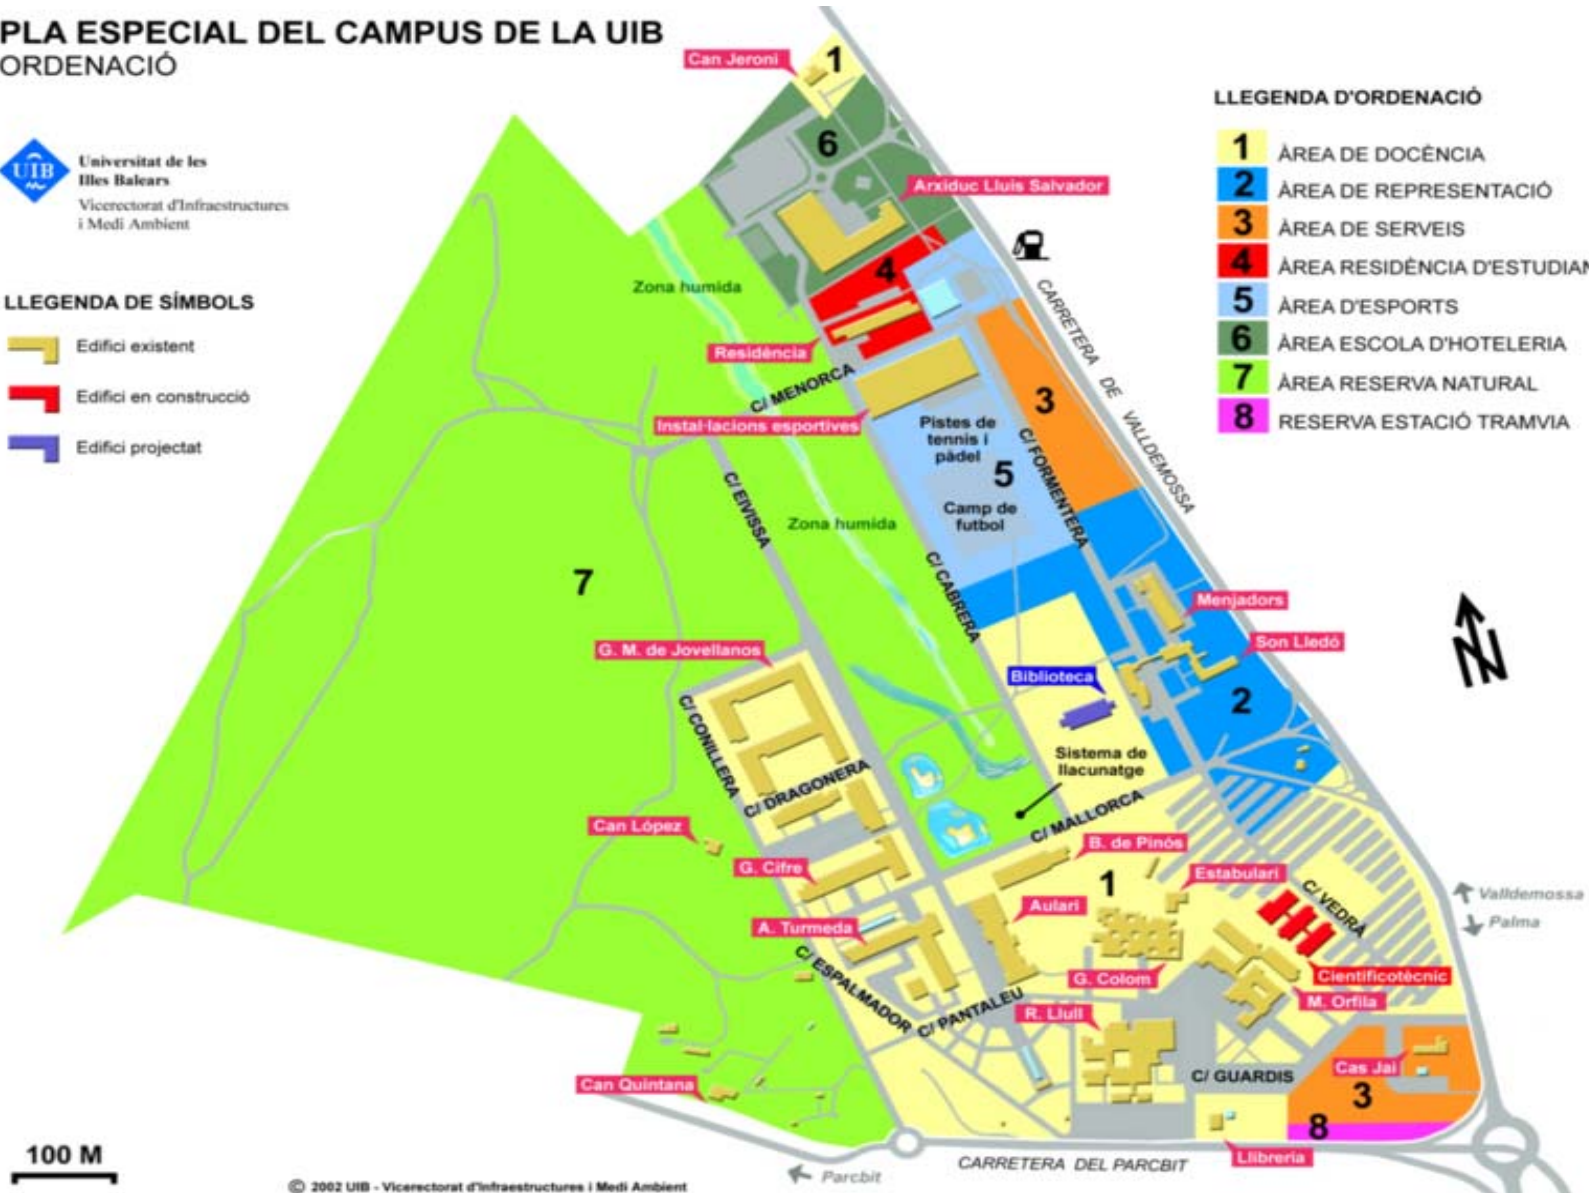 PLA ESPECIAL DEL CAMPUS DE LA UIB
ORDENACIÓ
UIB
Universitat de les
Illes Balears
Vicerectorat d'Infraestructures
i Medi Ambient
LLEGENDA DE SÍMBOLS
Edifici existent
Edifici en construcció
Edifici projectat
LLEGENDA D'ORDENACIÓ
1 ÀREA DE DOCÈNCIA
2 ÀREA DE REPRESENTACIÓ
3 ÀREA DE SERVEIS
4 ÀREA RESIDÈNCIA D'ESTUDIAN
5 ÀREA D'ESPORTS
6 ÀREA ESCOLA D'HOTELERIA
7 ÀREA RESERVA NATURAL
8 RESERVA ESTACIÓ TRAMVIA
Can Jeroni
1
6
Arxiduc Lluis Salvador
4
Zona humida
CARRETERA DE VALLDEMOSSA
Residència
C/ MENORCA
3
Instal·lacions esportives
Pistes de
tennis i
pàdel
5
C/ FORMENTERA
C/ EIVISSA
Camp de
futbol
Zona humida
C/ CABRERA
7
Menjadors
Son Lledó
G. M. de Jovellanos
Biblioteca
2
C/ CONILLERA
Sistema de
llacunatge
C/ DRAGONERA
C/ MALLORCA
Can López
B. de Pinós
G. Cifre
1
Estabulari
C/ VEDRÀ
Valldemossa
Palma
Aulari
A. Turmeda
C/ ESPALMADOR
G. Colom
Cientificotècnic
M. Orfila
C/ PANTALEU
R. Llull
Cas Jai
C/ GUARDIS
Can Quintana
3
8
Llibreria
CARRETERA DEL PARCBIT
Parcbit
N
100 M
© 2002 UIB - Vicerectorat d'Infraestructures i Medi Ambient